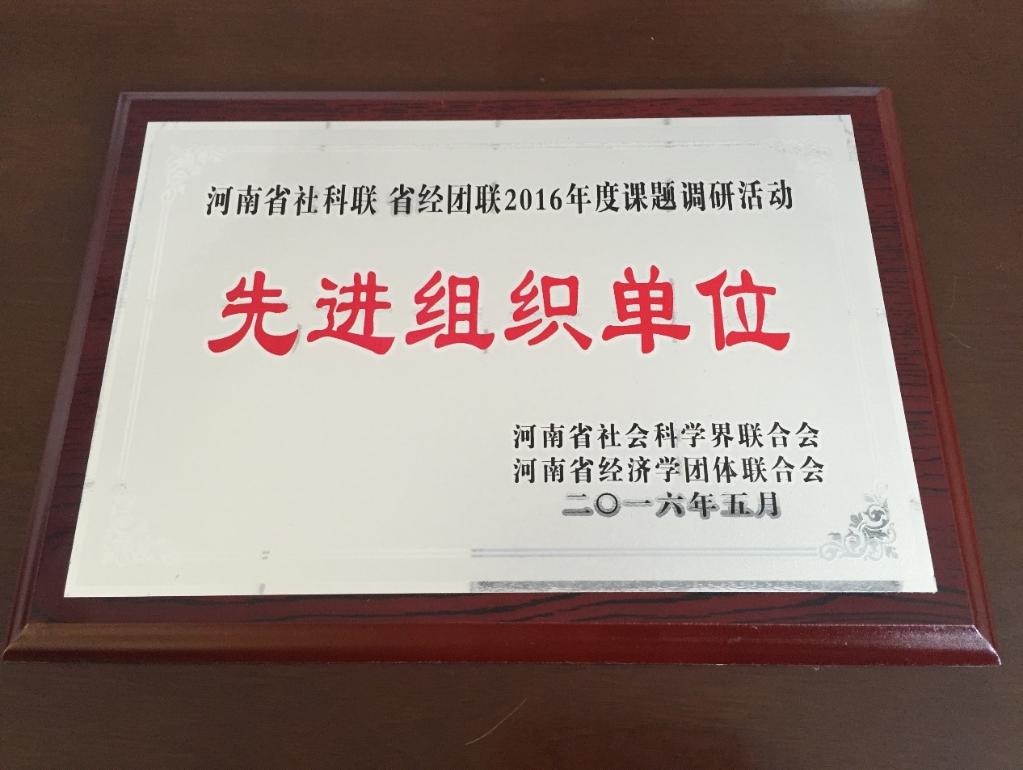 河南省社科联 省经团联2016年度课题调研活动
先进组织单位
河南省社会科学界联合会
河南省经济学团体联合会
二〇一六年五月